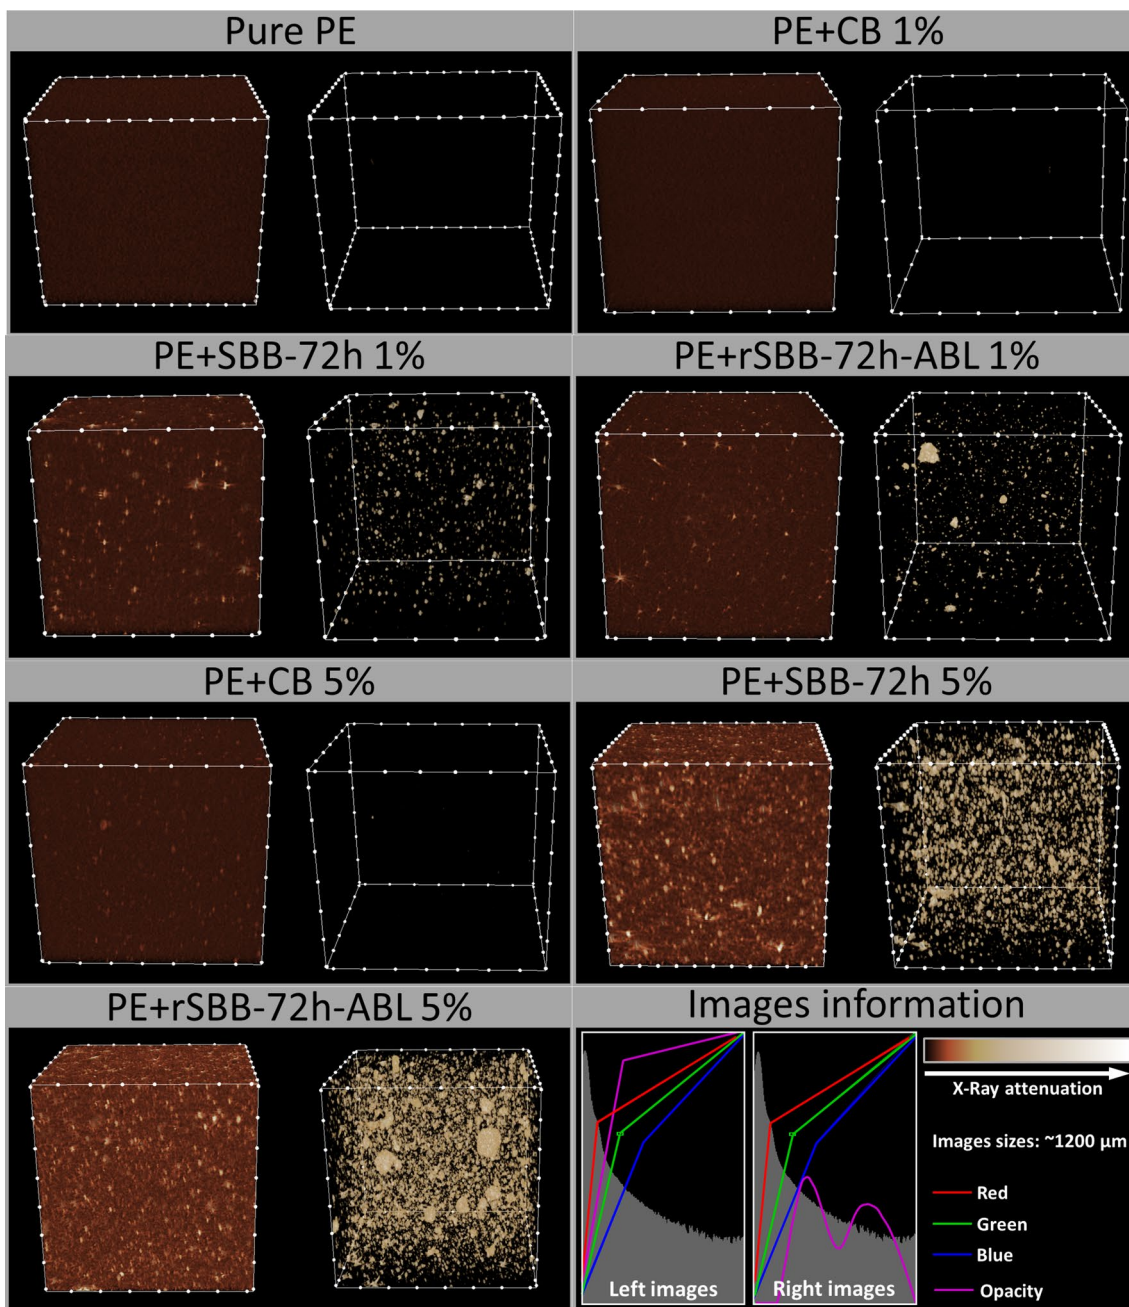 Pure PE
PE+CB 1%
PE+SBB-72h 1%
PE+rSBB-72h-ABL 1%
PE+CB 5%
PE+SBB-72h 5%
PE+rSBB-72h-ABL 5%
Images information
Left images
Right images
X-Ray attenuation
Images sizes: ~1200 μm
Red
Green
Blue
Opacity